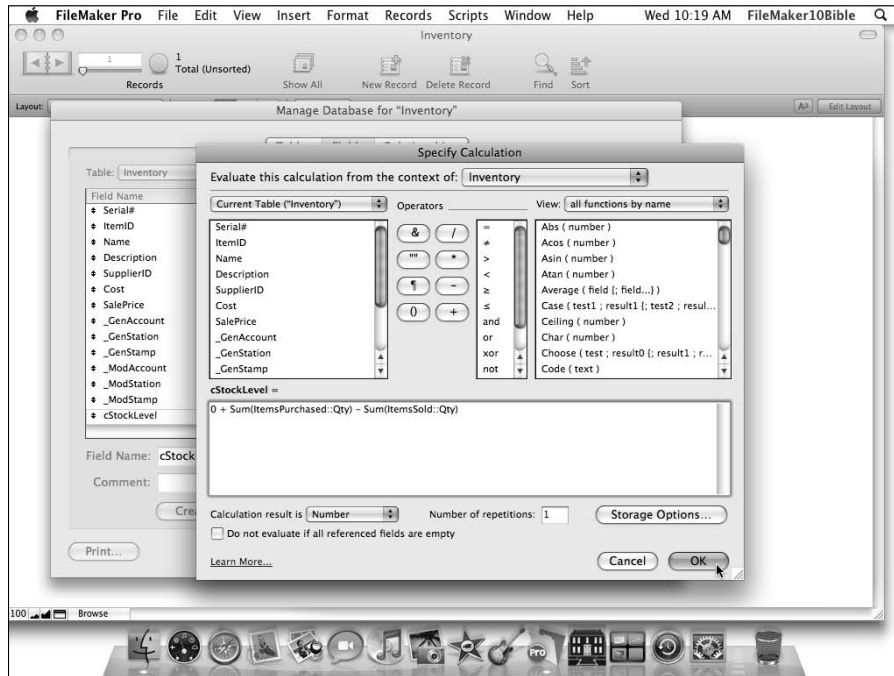 FileMaker Pro File Edit View Insert Format Records Scripts Window Help Wed 10:19 AM FileMaker10Bible
Inventory
1
1
Total (Unsorted)
Records Show All New Record Delete Record Find Sort
Layout: Aa Edit Layout
Manage Database for "Inventory"
Specify Calculation
Table: Inventory
Field Name
Serial#
ItemID
Name
Description
SupplierID
Cost
SalePrice
_GenAccount
_GenStation
_GenStamp
_ModAccount
_ModStation
_ModStamp
cStockLevel
Field Name: cStock
Comment:
Cre
Print...
Evaluate this calculation from the context of: Inventory
Current Table ("Inventory") Operators View: all functions by name
Serial#
ItemID
Name
Description
SupplierID
Cost
SalePrice
_GenAccount
_GenStation
_GenStamp
& /
"" *
¶ -
() +
=
≠
>
<
≥
≤
and
or
xor
not
Abs ( number )
Acos ( number )
Asin ( number )
Atan ( number )
Average ( field {; field...} )
Case ( test1 ; result1 {; test2 ; resul...
Ceiling ( number )
Char ( number )
Choose ( test ; result0 {; result1 ; r...
Code ( text )
cStockLevel =
0 + Sum(ItemsPurchased::Qty) - Sum(ItemsSold::Qty)
Calculation result is Number Number of repetitions: 1 Storage Options...
Do not evaluate if all referenced fields are empty
Learn More... Cancel OK
100 Browse
PRO